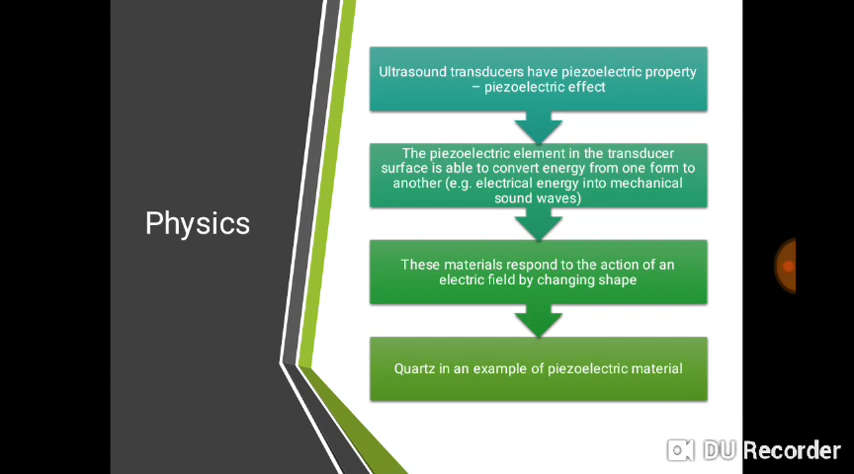 Physics
Ultrasound transducers have piezoelectric property
– piezoelectric effect
The piezoelectric element in the transducer
surface is able to convert energy from one form to
another (e.g. electrical energy into mechanical
sound waves)
These materials respond to the action of an
electric field by changing shape
Quartz in an example of piezoelectric material
DU Recorder